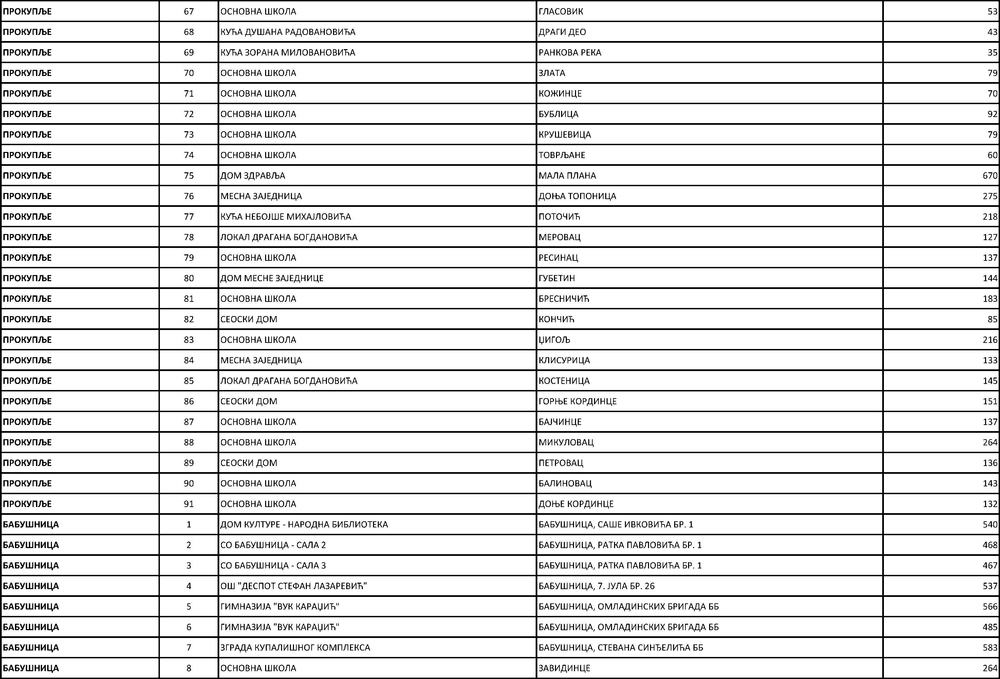 ПРОКУПЉЕ 67 ОСНОВНА ШКОЛА ГЛАСОВИК 53
ПРОКУПЉЕ 68 КУЋА ДУШАНА РАДОВАНОВИЋА ДРАГИ ДЕО 43
ПРОКУПЉЕ 69 КУЋА ЗОРАНА МИЛОВАНОВИЋА РАНКОВА РЕКА 35
ПРОКУПЉЕ 70 ОСНОВНА ШКОЛА ЗЛАТА 79
ПРОКУПЉЕ 71 ОСНОВНА ШКОЛА КОЖИНЦЕ 70
ПРОКУПЉЕ 72 ОСНОВНА ШКОЛА БУБЛИЦА 92
ПРОКУПЉЕ 73 ОСНОВНА ШКОЛА КРУШЕВИЦА 79
ПРОКУПЉЕ 74 ОСНОВНА ШКОЛА ТОВРЉАНЕ 60
ПРОКУПЉЕ 75 ДОМ ЗДРАВЉА МАЛА ПЛАНА 670
ПРОКУПЉЕ 76 МЕСНА ЗАЈЕДНИЦА ДОЊА ТОПОНИЦА 275
ПРОКУПЉЕ 77 КУЋА НЕБОЈШЕ МИХАЈЛОВИЋА ПОТОЧИЋ 218
ПРОКУПЉЕ 78 ЛОКАЛ ДРАГАНА БОГДАНОВИЋА МЕРОВАЦ 127
ПРОКУПЉЕ 79 ОСНОВНА ШКОЛА РЕСИНАЦ 137
ПРОКУПЉЕ 80 ДОМ МЕСНЕ ЗАЈЕДНИЦЕ ГУБЕТИН 144
ПРОКУПЉЕ 81 ОСНОВНА ШКОЛА БРЕСНИЧИЋ 183
ПРОКУПЉЕ 82 СЕОСКИ ДОМ КОНЧИЋ 85
ПРОКУПЉЕ 83 ОСНОВНА ШКОЛА ЏИГОЉ 216
ПРОКУПЉЕ 84 МЕСНА ЗАЈЕДНИЦА КЛИСУРИЦА 133
ПРОКУПЉЕ 85 ЛОКАЛ ДРАГАНА БОГДАНОВИЋА КОСТЕНИЦА 145
ПРОКУПЉЕ 86 СЕОСКИ ДОМ ГОРЊЕ КОРДИНЦЕ 151
ПРОКУПЉЕ 87 ОСНОВНА ШКОЛА БАЈЧИНЦЕ 137
ПРОКУПЉЕ 88 ОСНОВНА ШКОЛА МИКУЛОВАЦ 264
ПРОКУПЉЕ 89 СЕОСКИ ДОМ ПЕТРОВАЦ 136
ПРОКУПЉЕ 90 ОСНОВНА ШКОЛА БАЛИНОВАЦ 143
ПРОКУПЉЕ 91 ОСНОВНА ШКОЛА ДОЊЕ КОРДИНЦЕ 132
БАБУШНИЦА 1 ДОМ КУЛТУРЕ - НАРОДНА БИБЛИОТЕКА БАБУШНИЦА, САШЕ ИВКОВИЋА БР. 1 540
БАБУШНИЦА 2 СО БАБУШНИЦА - САЛА 2 БАБУШНИЦА, РАТКА ПАВЛОВИЋА БР. 1 468
БАБУШНИЦА 3 СО БАБУШНИЦА - САЛА 3 БАБУШНИЦА, РАТКА ПАВЛОВИЋА БР. 1 467
БАБУШНИЦА 4 ОШ "ДЕСПОТ СТЕФАН ЛАЗАРЕВИЋ" БАБУШНИЦА, 7. ЈУЛА БР. 26 537
БАБУШНИЦА 5 ГИМНАЗИЈА "ВУК КАРАЏИЋ" БАБУШНИЦА, ОМЛАДИНСКИХ БРИГАДА ББ 566
БАБУШНИЦА 6 ГИМНАЗИЈА "ВУК КАРАЏИЋ" БАБУШНИЦА, ОМЛАДИНСКИХ БРИГАДА ББ 485
БАБУШНИЦА 7 ЗГРАДА КУПАЛИШНОГ КОМПЛЕКСА БАБУШНИЦА, СТЕВАНА СИНЂЕЛИЋА ББ 583
БАБУШНИЦА 8 ОСНОВНА ШКОЛА ЗАВИДИНЦЕ 264